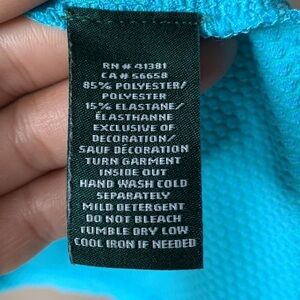 RN # 41381
CA # 56658
85% POLYESTER/
POLYESTER
15% ELASTANE/
ÉLASTHANNE
EXCLUSIVE OF
DECORATION/
SAUF DÉCORATION
TURN GARMENT
INSIDE OUT
HAND WASH COLD
SEPARATELY
MILD DETERGENT
DO NOT BLEACH
TUMBLE DRY LOW
COOL IRON IF NEEDED